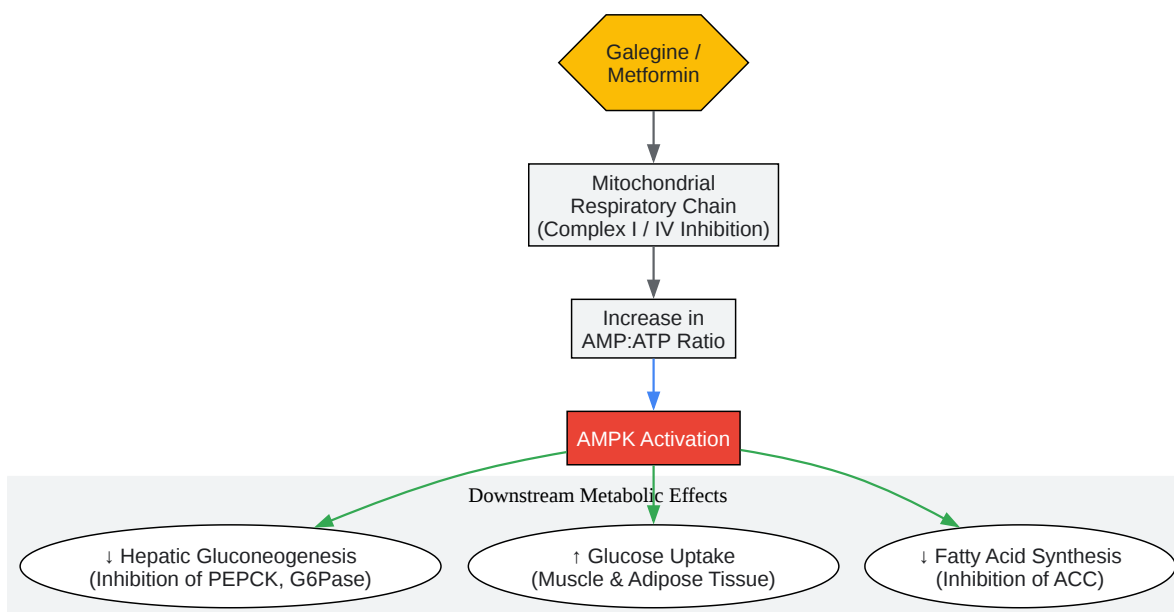 Galegine /
Metformin
Mitochondrial
Respiratory Chain
(Complex I / IV Inhibition)
Increase in
AMP:ATP Ratio
AMPK Activation
Downstream Metabolic Effects
↓ Hepatic Gluconeogenesis
(Inhibition of PEPCK, G6Pase)
↑ Glucose Uptake
(Muscle & Adipose Tissue)
↓ Fatty Acid Synthesis
(Inhibition of ACC)